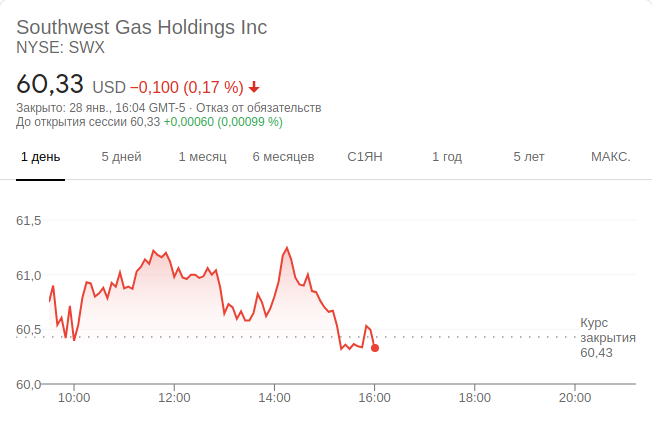 Southwest Gas Holdings Inc
NYSE: SWX
60,33 USD −0,100 (0,17 %) ↓
Закрыто: 28 янв., 16:04 GMT-5 · Отказ от обязательств
До открытия сессии 60,33 +0,00060 (0,00099 %)
1 день 5 дней 1 месяц 6 месяцев С1ЯН 1 год 5 лет МАКС.
61,5
61,0
60,5
Курс
закрытия
60,43
60,0
10:00 12:00 14:00 16:00 18:00 20:00